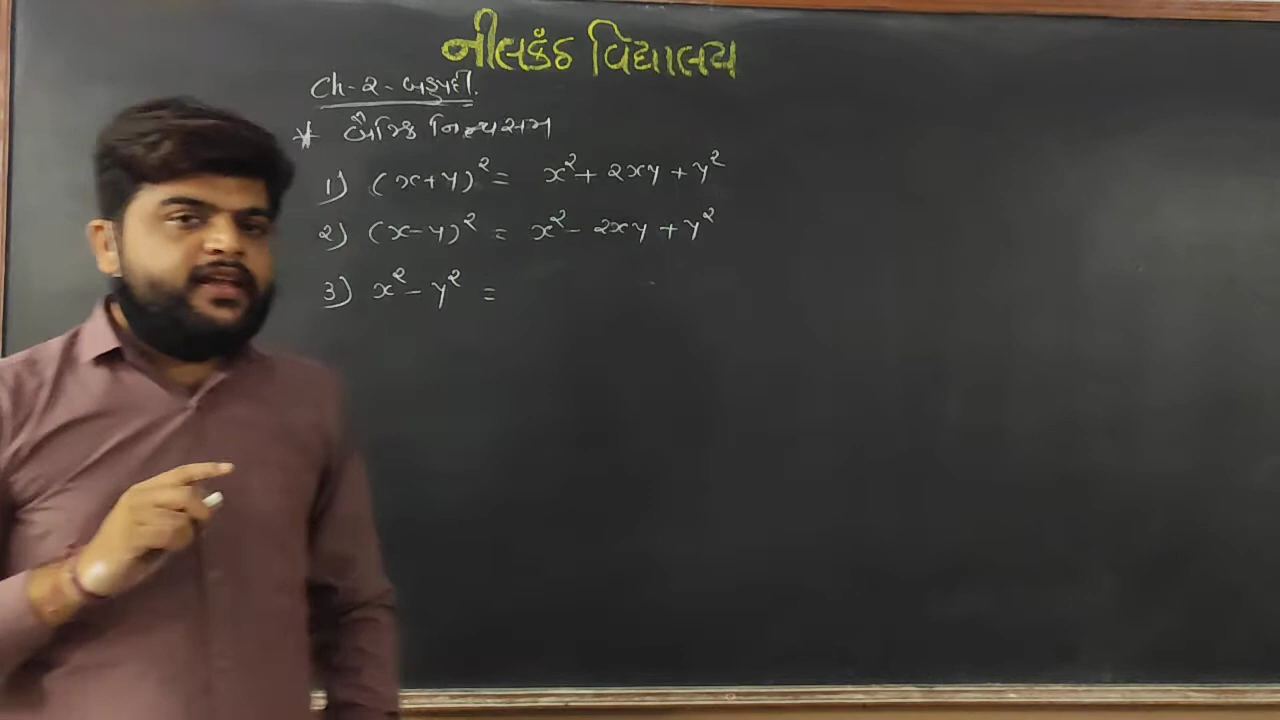 નીલકંઠ વિદ્યાલય
Ch-2-બહુપદી.
* બૈજિક નિત્યસમ
1) (x+y)² = x² + 2xy + y²
2) (x-y)² = x² - 2xy + y²
3) x² - y² =